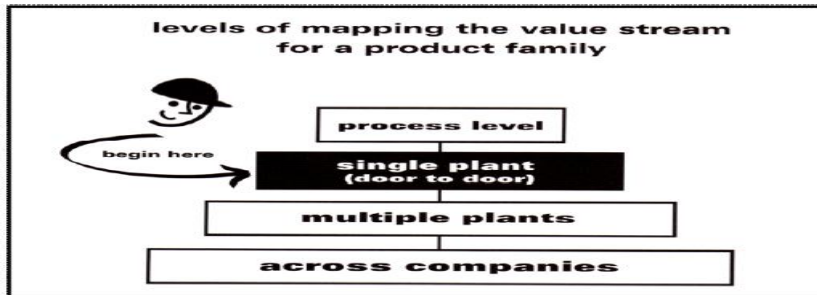 levels of mapping the value stream
for a product family
process level
begin here
single plant
(door to door)
multiple plants
across companies